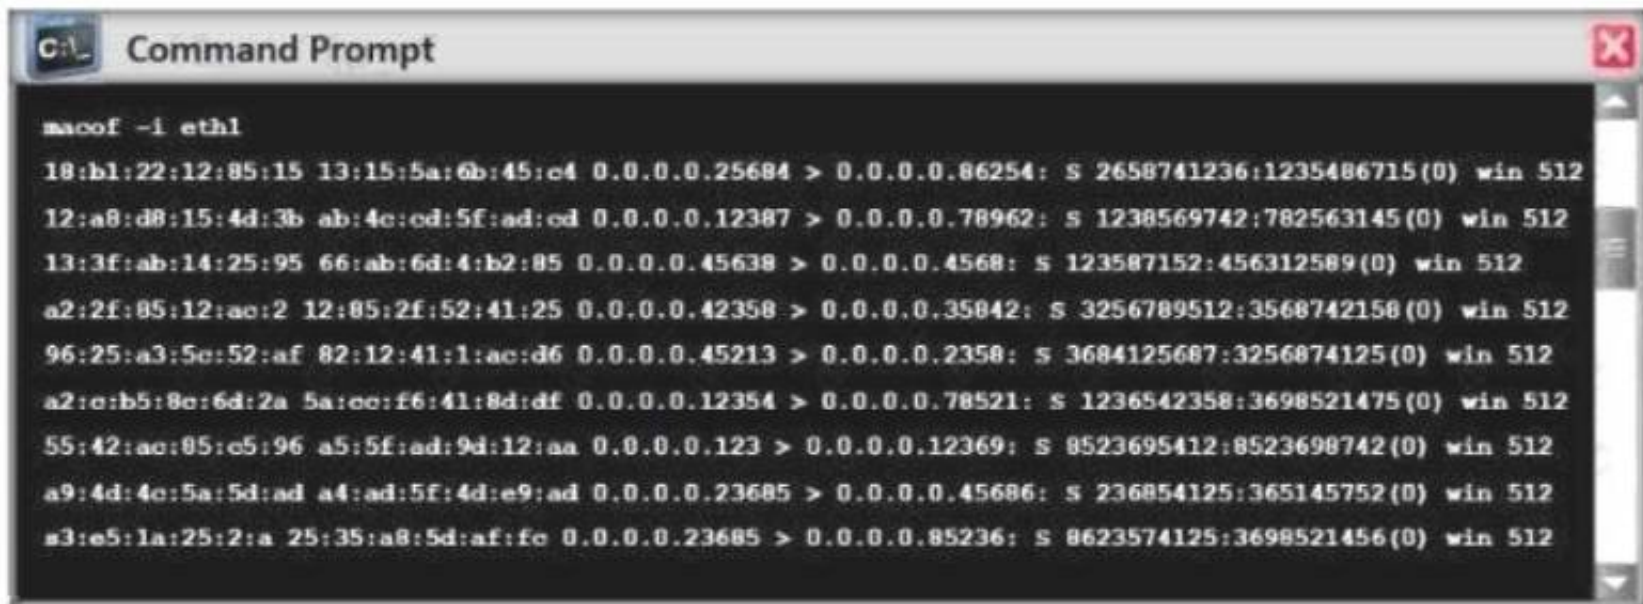 C:\_ Command Prompt
macof -i eth1
18:b1:22:12:85:15 13:15:5a:6b:45:c4 0.0.0.0.25684 > 0.0.0.0.86254: S 2658741236:1235486715(0) win 512
12:a8:d8:15:4d:3b ab:4c:cd:5f:ad:cd 0.0.0.0.12387 > 0.0.0.0.78962: S 1238569742:782563145(0) win 512
13:3f:ab:14:25:95 66:ab:6d:4:b2:85 0.0.0.0.45638 > 0.0.0.0.4568: S 123587152:456312589(0) win 512
a2:2f:85:12:ac:2 12:85:2f:52:41:25 0.0.0.0.42358 > 0.0.0.0.35842: S 3256789512:3568742158(0) win 512
96:25:a3:5c:52:af 82:12:41:1:ac:d6 0.0.0.0.45213 > 0.0.0.0.2358: S 3684125687:3256874125(0) win 512
a2:c:b5:8c:6d:2a 5a:cc:f6:41:8d:df 0.0.0.0.12354 > 0.0.0.0.78521: S 1236542358:3698521475(0) win 512
55:42:ac:85:c5:96 a5:5f:ad:9d:12:aa 0.0.0.0.123 > 0.0.0.0.12369: S 8523695412:8523698742(0) win 512
a9:4d:4c:5a:5d:ad a4:ad:5f:4d:e9:ad 0.0.0.0.23685 > 0.0.0.0.45686: S 236854125:365145752(0) win 512
s3:e5:1a:25:2:a 25:35:a8:5d:af:fc 0.0.0.0.23685 > 0.0.0.0.85236: S 8623574125:3698521456(0) win 512